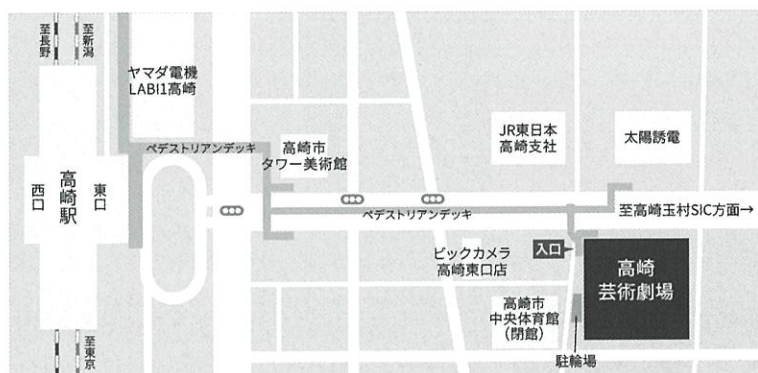 至長野
至新潟
ヤマダ電機
LABI1高崎
ペデストリアンデッキ
高崎市
タワー美術館
JR東日本
高崎支社
太陽誘電
西口
高崎駅
東口
ペデストリアンデッキ
至高崎玉村SIC方面→
ビックカメラ
高崎東口店
入口
高崎
芸術劇場
高崎市
中央体育館
（閉館）
駐輪場
至東京